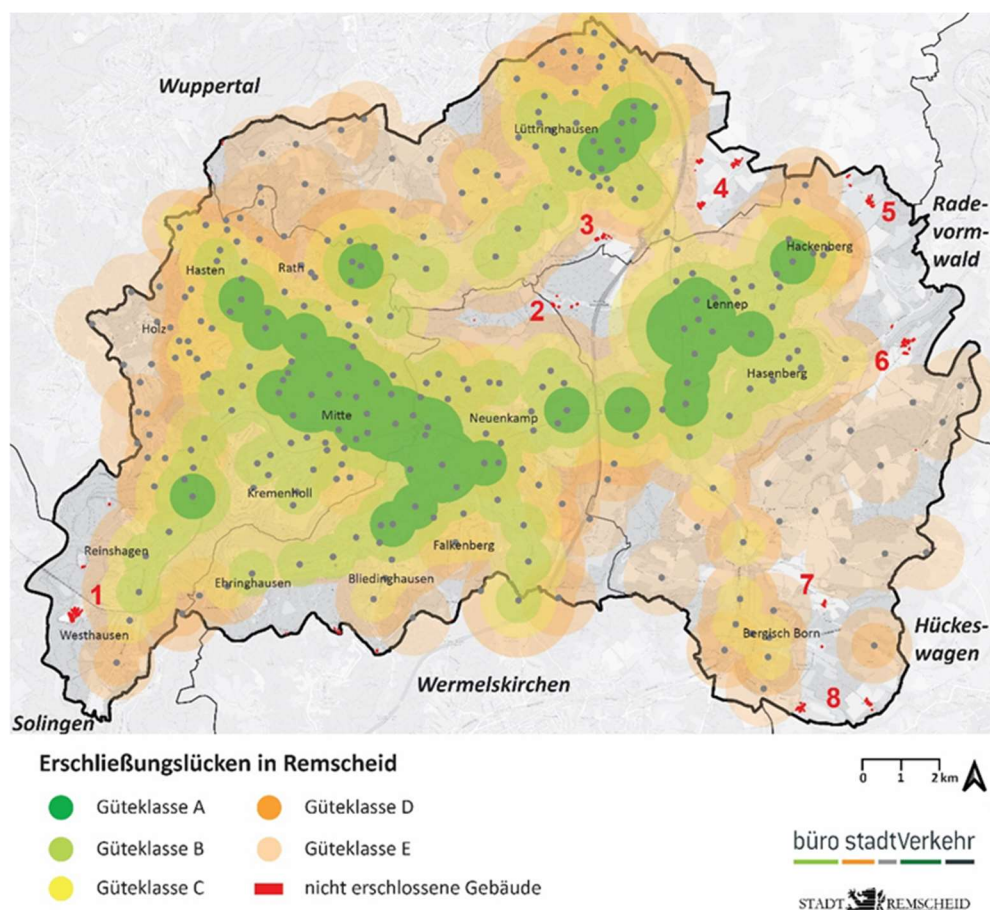 Wuppertal
Lüttringhausen
4
5
Rade-
vorm-
wald
3
Hackenberg
Hasten
Rath
2
Lennep
Holz
6
Hasenberg
Mitte
Neuenkamp
Kremenholl
Falkenberg
Reinshagen
Ehringhausen
Bliedinghausen
7
1
Westhausen
Bergisch Born
Hückes-
wagen
Wermelskirchen
8
Solingen
Erschließungslücken in Remscheid
0 1 2 km
Güteklasse A
Güteklasse D
Güteklasse B
Güteklasse E
Güteklasse C
nicht erschlossene Gebäude
büro stadtVerkehr
STADT REMSCHEID